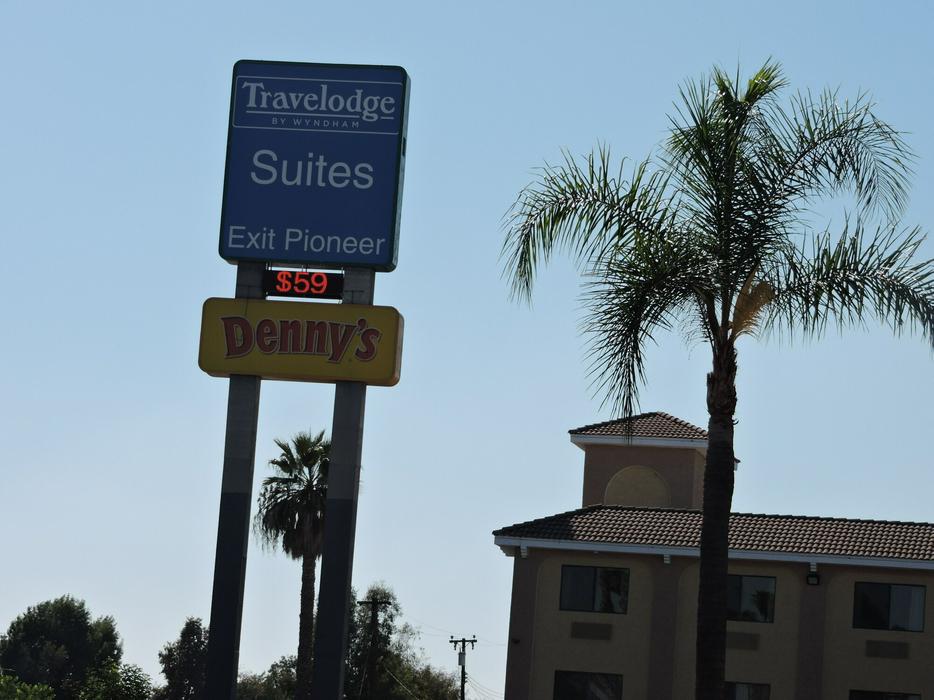 Travelodge
BY WYNDHAM
Suites
Exit Pioneer
$59
Denny's